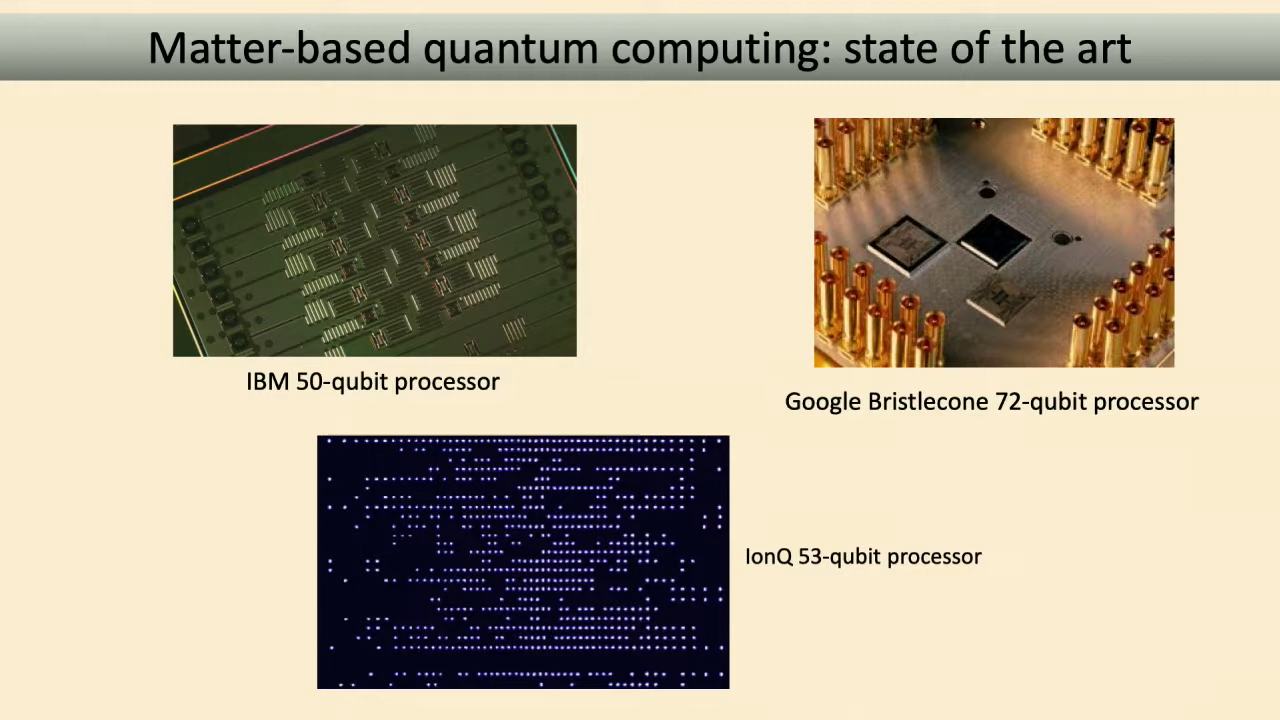 Matter-based quantum computing: state of the art
IBM 50-qubit processor
Google Bristlecone 72-qubit processor
IonQ 53-qubit processor